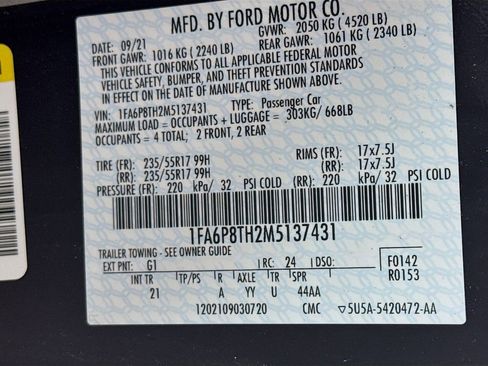 MFD. BY FORD MOTOR CO.
DATE: 09/21 GVWR: 2050 KG (4520 LB)
FRONT GAWR: 1016 KG (2240 LB) REAR GAWR: 1061 KG (2340 LB)
THIS VEHICLE CONFORMS TO ALL APPLICABLE FEDERAL MOTOR
VEHICLE SAFETY, BUMPER, AND THEFT PREVENTION STANDARDS
IN EFFECT ON THE DATE OF MANUFACTURE SHOWN ABOVE.
VIN: 1FA6P8TH2M5137431 TYPE: Passenger Car
MAXIMUM LOAD = OCCUPANTS + LUGGAGE = 303KG/ 668LB
OCCUPANTS = 4 TOTAL; 2 FRONT, 2 REAR
TIRE (FR): 235/55R17 99H RIMS (FR): 17x7.5J
(RR): 235/55R17 99H (RR): 17x7.5J
PRESSURE (FR): 220 kPa/ 32 PSI COLD (RR): 220 kPa/ 32 PSI COLD
1FA6P8TH2M5137431
TRAILER TOWING - SEE OWNER GUIDE
EXT PNT: G1 RC: 24 DSO: F0142
R0153
INT TR TP/PS R AXLE TR SPR
21 A YY U 44AA
1202109030720 CMC 5U5A-5420472-AA